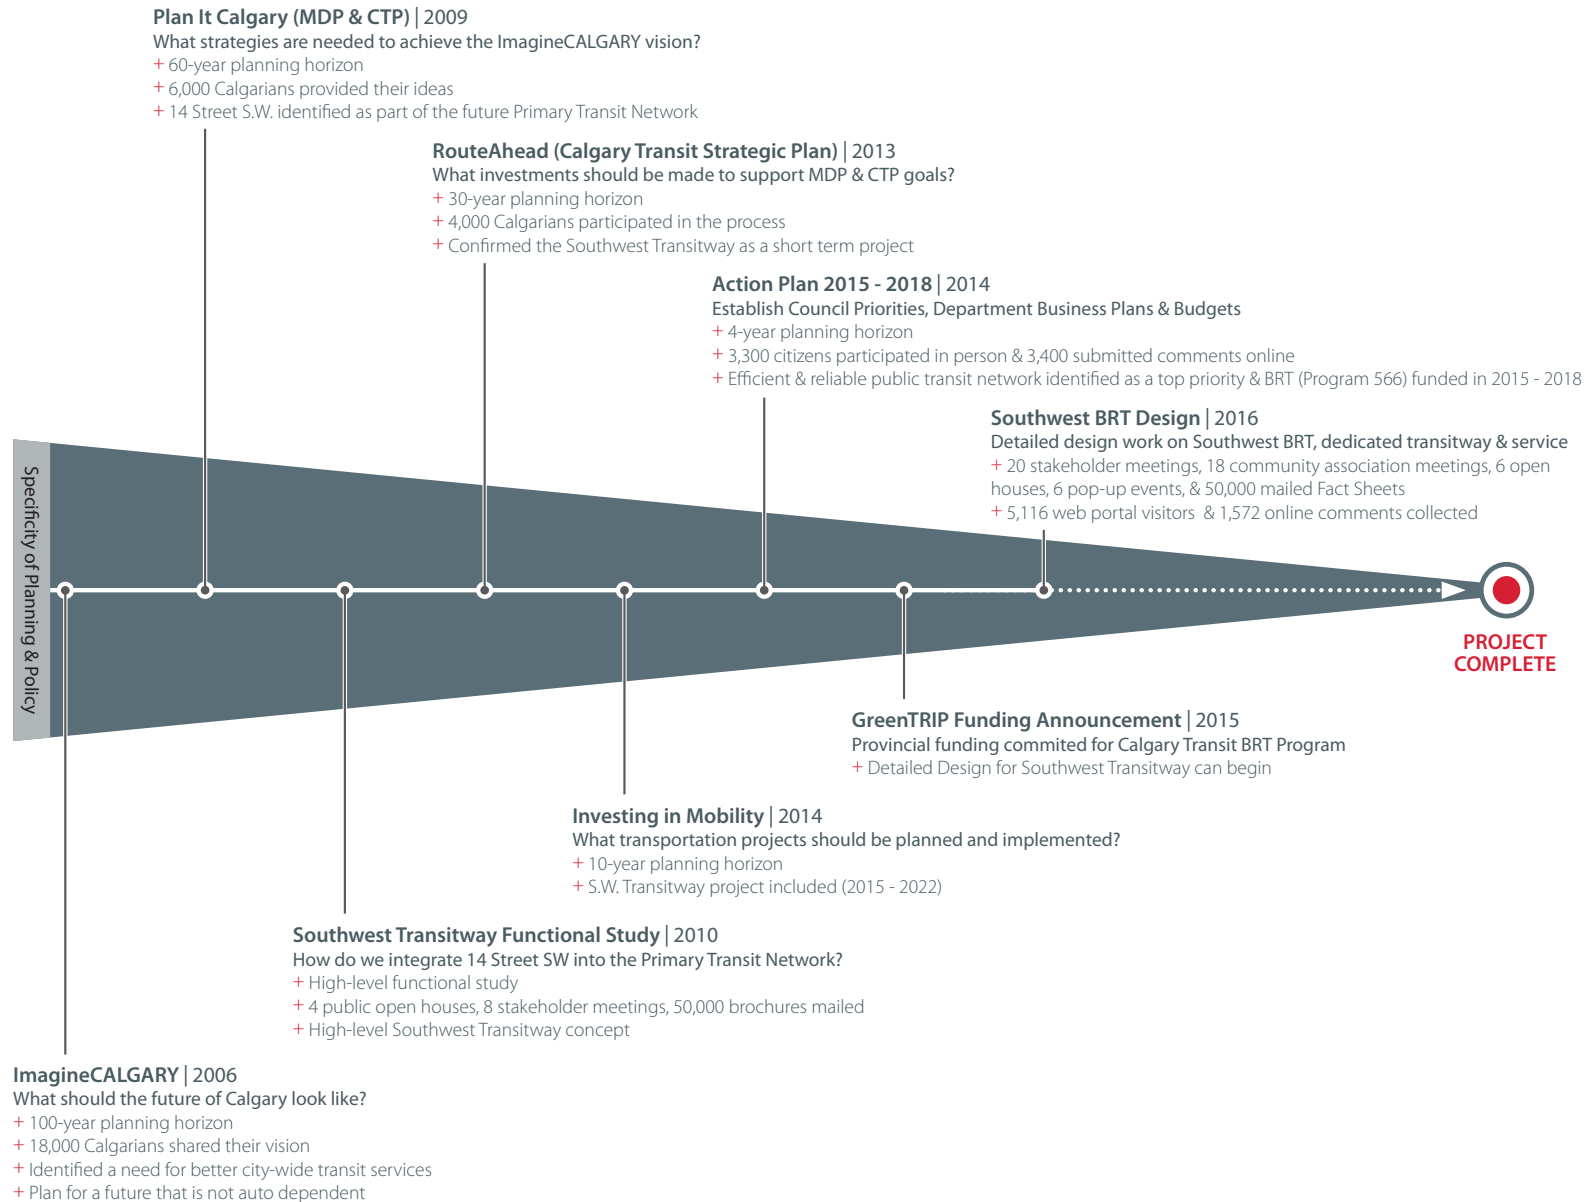 Plan It Calgary (MDP & CTP) | 2009
What strategies are needed to achieve the ImagineCALGARY vision?
+ 60-year planning horizon
+ 6,000 Calgarians provided their ideas
+ 14 Street S.W. identified as part of the future Primary Transit Network
RouteAhead (Calgary Transit Strategic Plan) | 2013
What investments should be made to support MDP & CTP goals?
+ 30-year planning horizon
+ 4,000 Calgarians participated in the process
+ Confirmed the Southwest Transitway as a short term project
Action Plan 2015 - 2018 | 2014
Establish Council Priorities, Department Business Plans & Budgets
+ 4-year planning horizon
+ 3,300 citizens participated in person & 3,400 submitted comments online
+ Efficient & reliable public transit network identified as a top priority & BRT (Program 566) funded in 2015 - 2018
Southwest BRT Design | 2016
Detailed design work on Southwest BRT, dedicated transitway & service
+ 20 stakeholder meetings, 18 community association meetings, 6 open
houses, 6 pop-up events, & 50,000 mailed Fact Sheets
+ 5,116 web portal visitors & 1,572 online comments collected
Specificity of Planning & Policy
PROJECT
COMPLETE
GreenTRIP Funding Announcement | 2015
Provincial funding commited for Calgary Transit BRT Program
+ Detailed Design for Southwest Transitway can begin
Investing in Mobility | 2014
What transportation projects should be planned and implemented?
+ 10-year planning horizon
+ S.W. Transitway project included (2015 - 2022)
Southwest Transitway Functional Study | 2010
How do we integrate 14 Street SW into the Primary Transit Network?
+ High-level functional study
+ 4 public open houses, 8 stakeholder meetings, 50,000 brochures mailed
+ High-level Southwest Transitway concept
ImagineCALGARY | 2006
What should the future of Calgary look like?
+ 100-year planning horizon
+ 18,000 Calgarians shared their vision
+ Identified a need for better city-wide transit services
+ Plan for a future that is not auto dependent